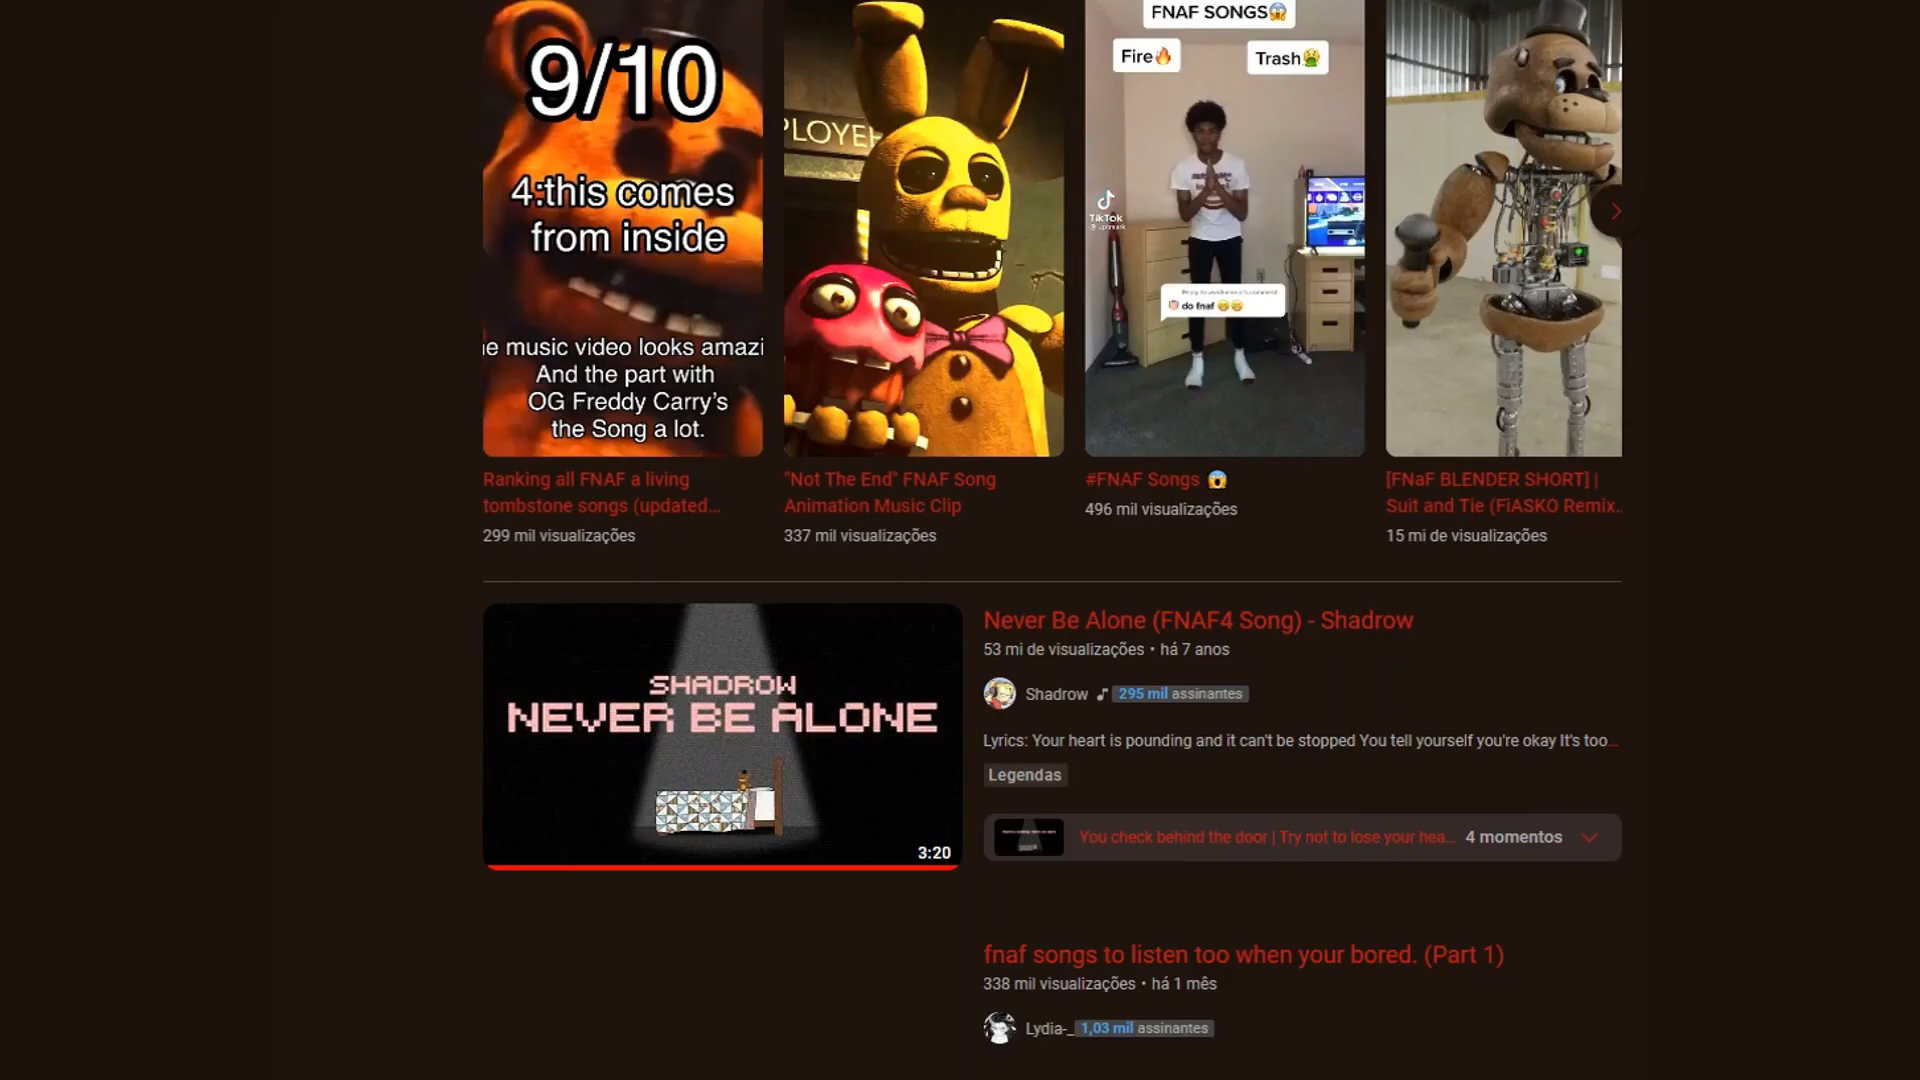 9/10
4:this comes
from inside
e music video looks amazi
And the part with
OG Freddy Carry's
the Song a lot.
PLOYEE
FNAF SONGS😱
Fire🔥
Trash🤮
TikTok
do fnaf
Ranking all FNAF a living
tombstone songs (updated...
299 mil visualizações
"Not The End" FNAF Song
Animation Music Clip
337 mil visualizações
#FNAF Songs 😱
496 mil visualizações
[FNaF BLENDER SHORT] |
Suit and Tie (FiASKO Remix..
15 mi de visualizações
SHADROW
NEVER BE ALONE
3:20
Never Be Alone (FNAF4 Song) - Shadrow
53 mi de visualizações • há 7 anos
Shadrow 295 mil assinantes
Lyrics: Your heart is pounding and it can't be stopped You tell yourself you're okay It's too...
Legendas
You check behind the door | Try not to lose your hea... 4 momentos
fnaf songs to listen too when your bored. (Part 1)
338 mil visualizações • há 1 mês
Lydia-_ 1,03 mil assinantes